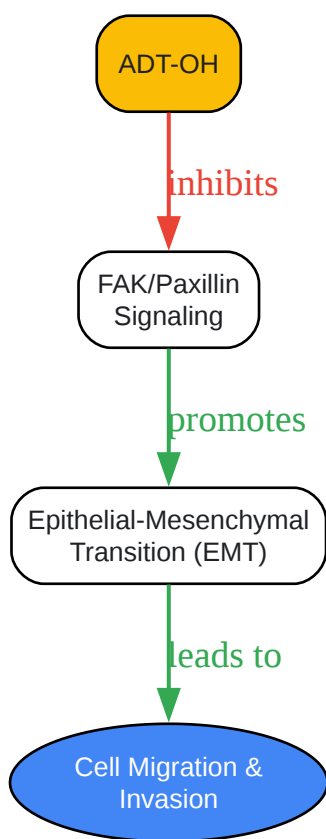 ADT-OH
inhibits
FAK/Paxillin
Signaling
promotes
Epithelial-Mesenchymal
Transition (EMT)
leads to
Cell Migration &
Invasion